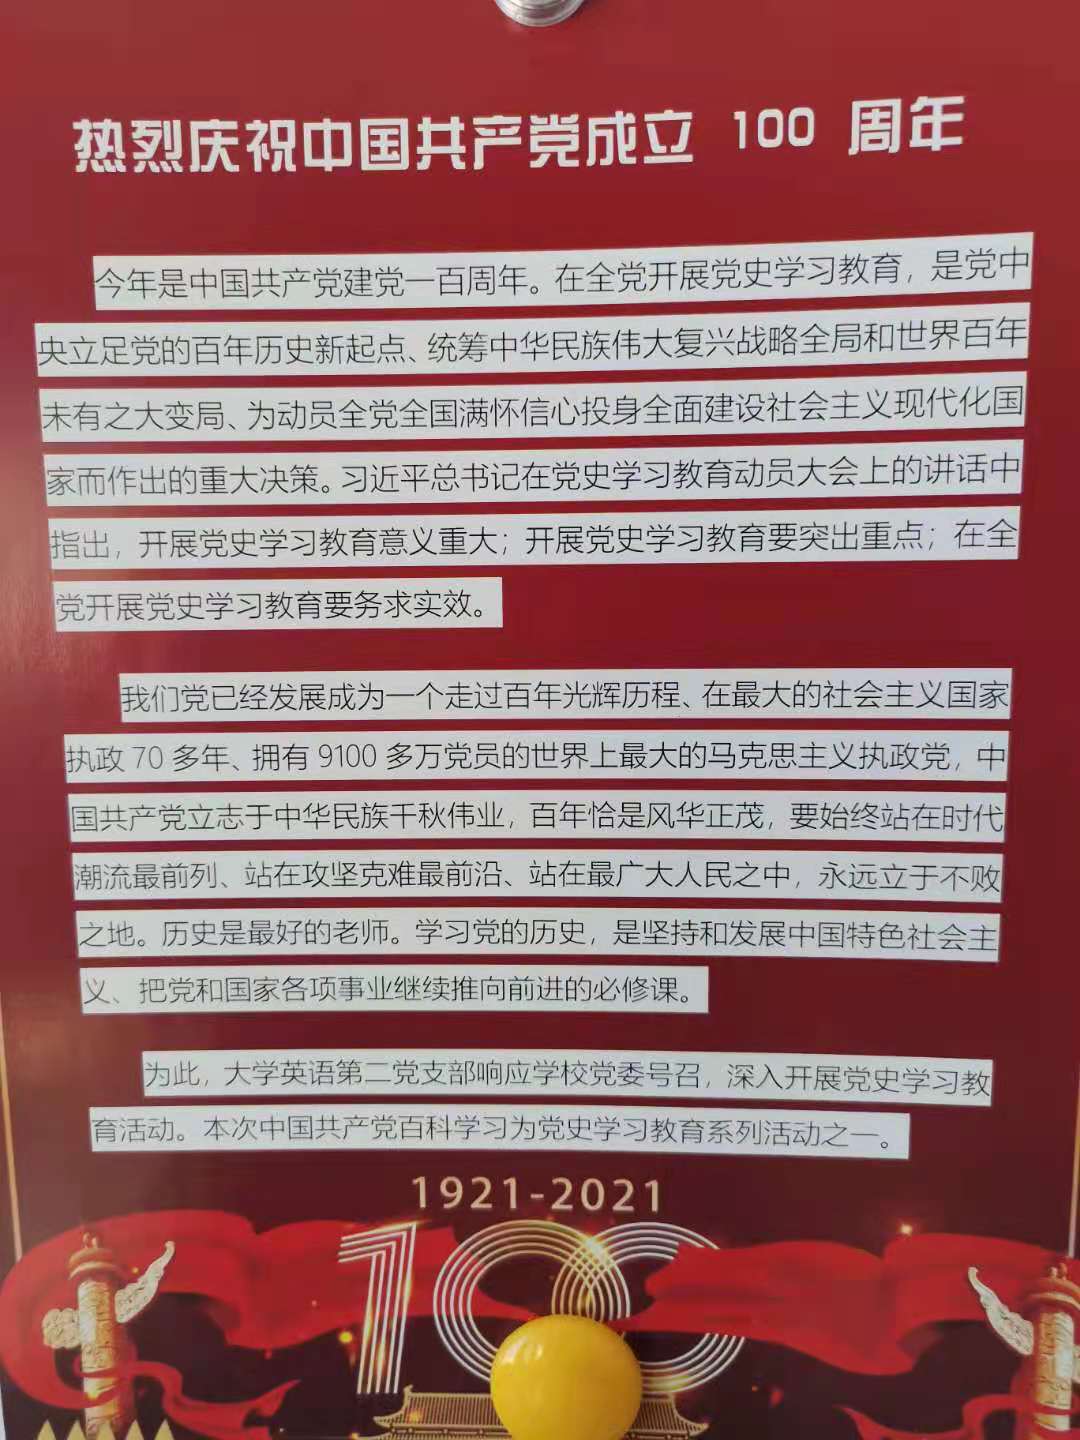 热烈庆祝中国共产党成立 100 周年
今年是中国共产党建党一百周年。在全党开展党史学习教育，是党中
央立足党的百年历史新起点、统筹中华民族伟大复兴战略全局和世界百年
未有之大变局、为动员全党全国满怀信心投身全面建设社会主义现代化国
家而作出的重大决策。习近平总书记在党史学习教育动员大会上的讲话中
指出，开展党史学习教育意义重大；开展党史学习教育要突出重点；在全
党开展党史学习教育要务求实效。
我们党已经发展成为一个走过百年光辉历程、在最大的社会主义国家
执政 70 多年、拥有 9100 多万党员的世界上最大的马克思主义执政党，中
国共产党立志于中华民族千秋伟业，百年恰是风华正茂，要始终站在时代
潮流最前列、站在攻坚克难最前沿、站在最广大人民之中，永远立于不败
之地。历史是最好的老师。学习党的历史，是坚持和发展中国特色社会主
义、把党和国家各项事业继续推向前进的必修课。
为此，大学英语第二党支部响应学校党委号召，深入开展党史学习教
育活动。本次中国共产党百科学习为党史学习教育系列活动之一。
1921-2021
100